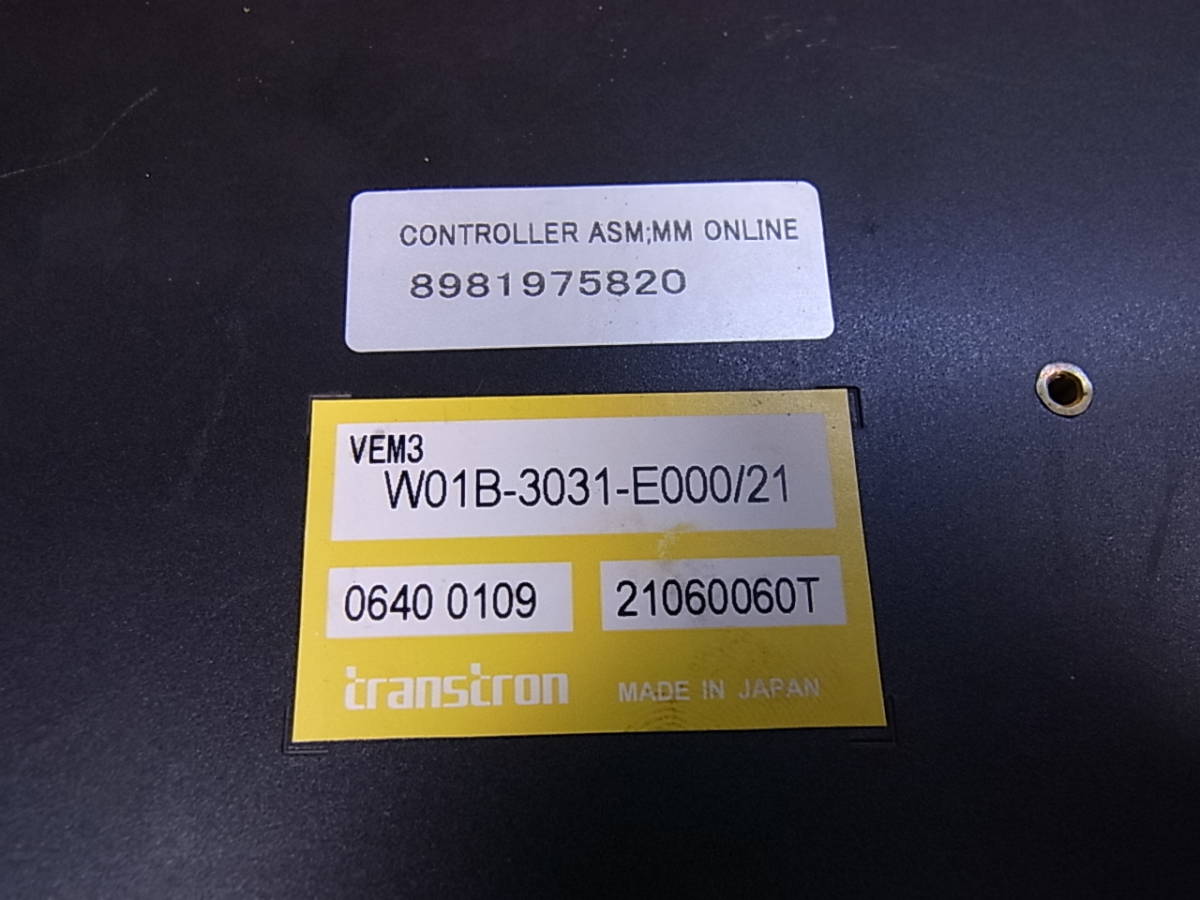 CONTROLLER ASM;MM ONLINE
8981975820
VEM3
W01B-3031-E000/21
0640 0109
21060060T
transtron
MADE IN JAPAN